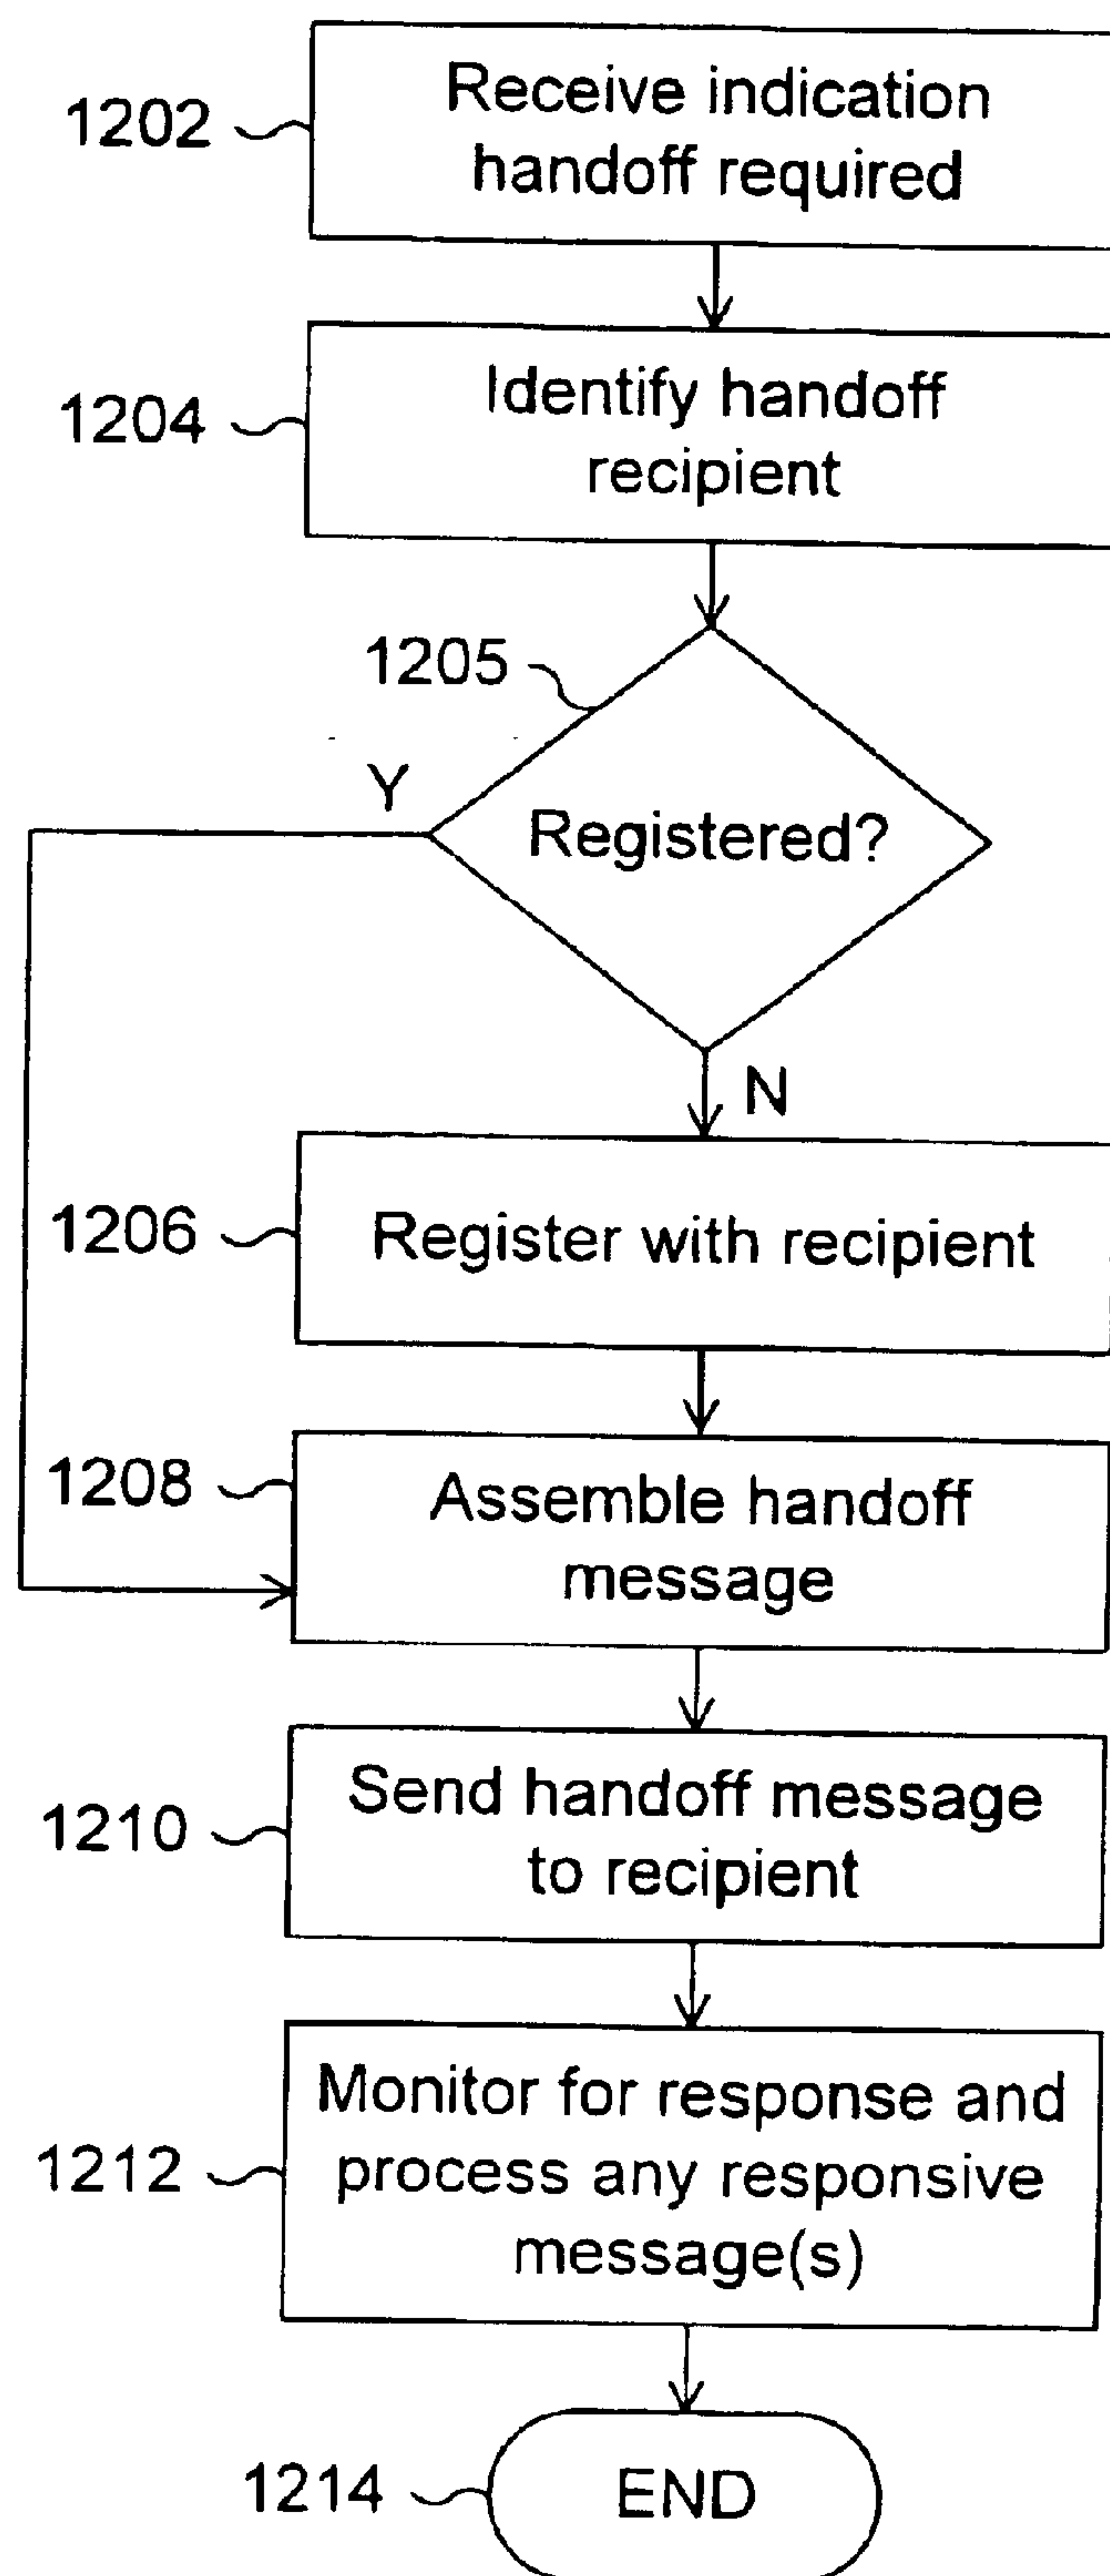 1202
Receive indication
handoff required
1204
Identify handoff
recipient
1205
Y
Registered?
N
1206
Register with recipient
1208
Assemble handoff
message
1210
Send handoff message
to recipient
1212
Monitor for response and
process any responsive
message(s)
1214
END